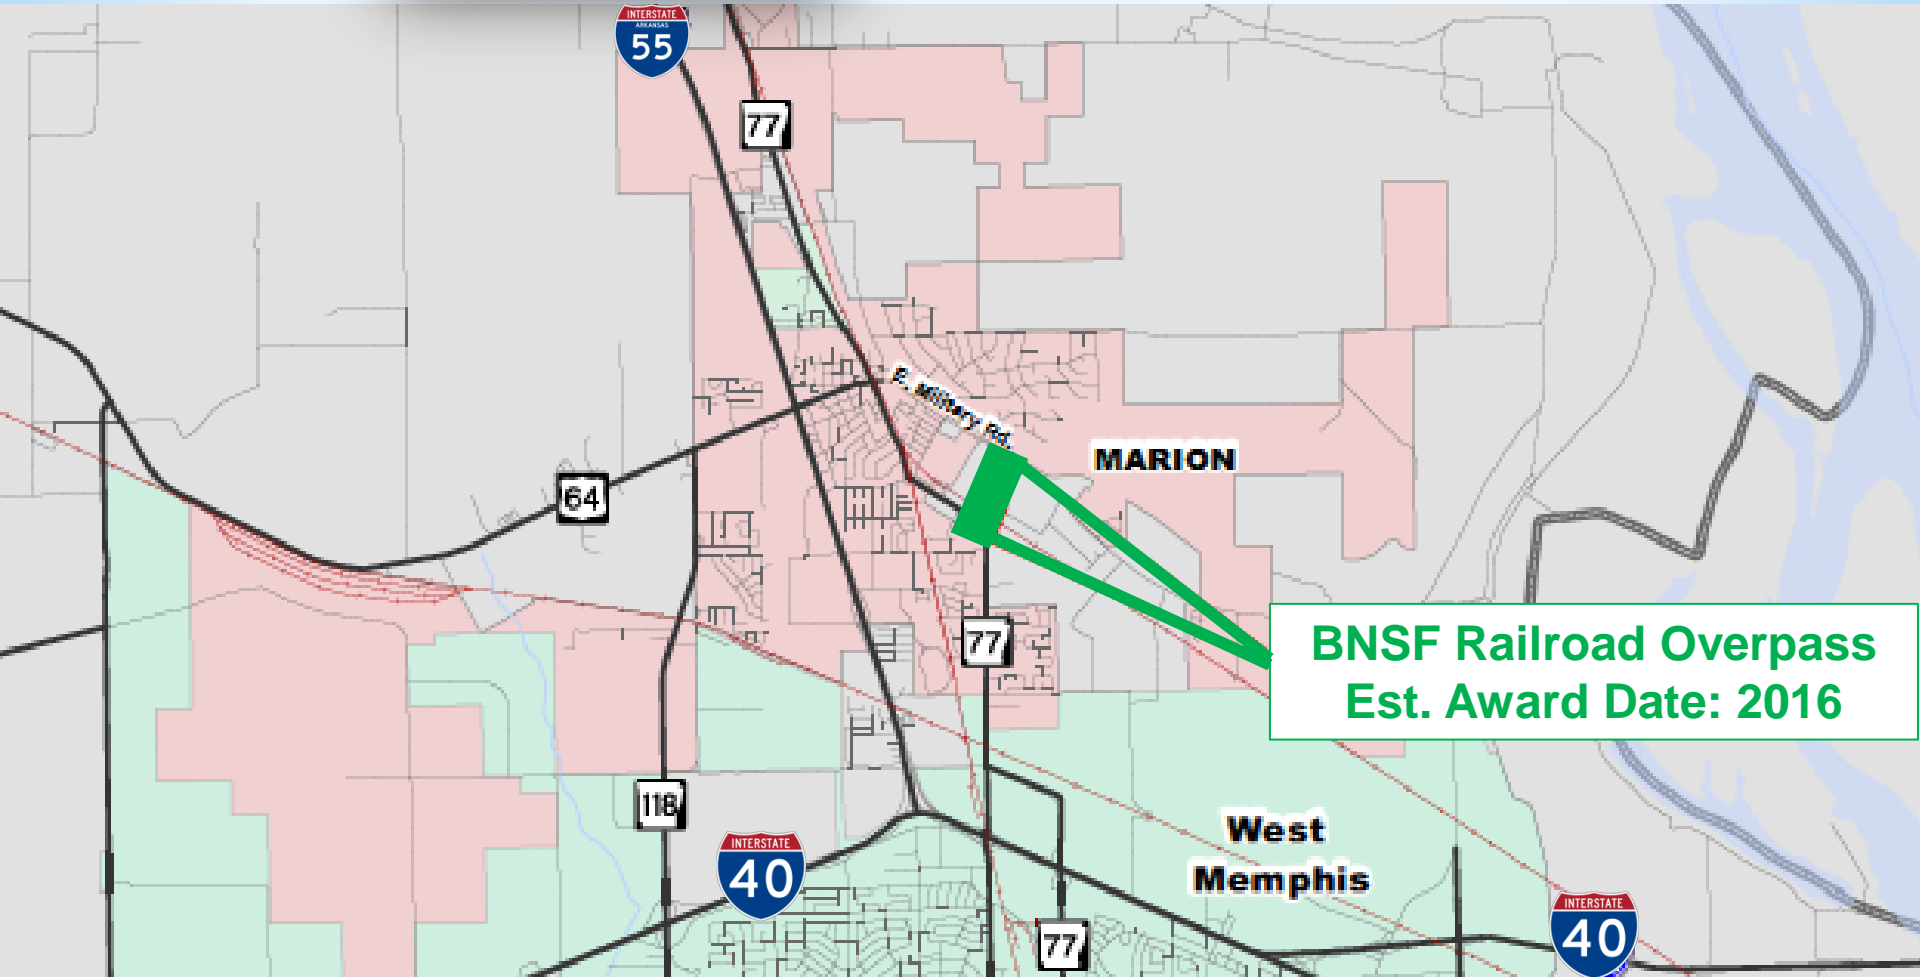 INTERSTATE
ARKANSAS
55
77
E. Military Rd.
MARION
64
77
BNSF Railroad Overpass
Est. Award Date: 2016
118
West
Memphis
INTERSTATE
40
INTERSTATE
40
77